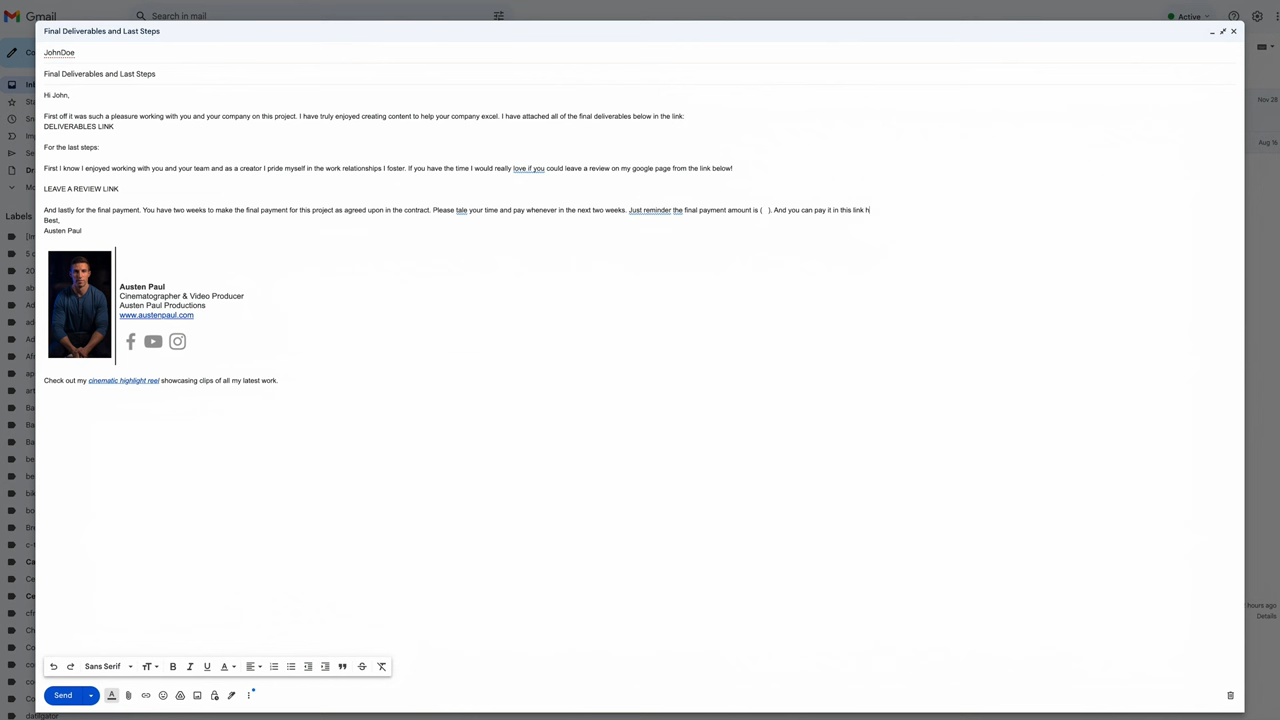 Search in mail
Active
Final Deliverables and Last Steps
JohnDoe
Final Deliverables and Last Steps
Hi John,
First off it was such a pleasure working with you and your company on this project. I have truly enjoyed creating content to help your company excel. I have attached all of the final deliverables below in the link:
DELIVERABLES LINK
For the last steps:
First I know I enjoyed working with you and your team and as a creator I pride myself in the work relationships I foster. If you have the time I would really love if you could leave a review on my google page from the link below!
LEAVE A REVIEW LINK
And lastly for the final payment. You have two weeks to make the final payment for this project as agreed upon in the contract. Please tale your time and pay whenever in the next two weeks. Just reminder the final payment amount is (   ). And you can pay it in this link h
Best,
Austen Paul
Austen Paul
Cinematographer & Video Producer
Austen Paul Productions
www.austenpaul.com
Check out my cinematic highlight reel showcasing clips of all my latest work.
Sans Serif
Send
Labels
Nov 28
Aug 16
hours ago
Details
datilgator